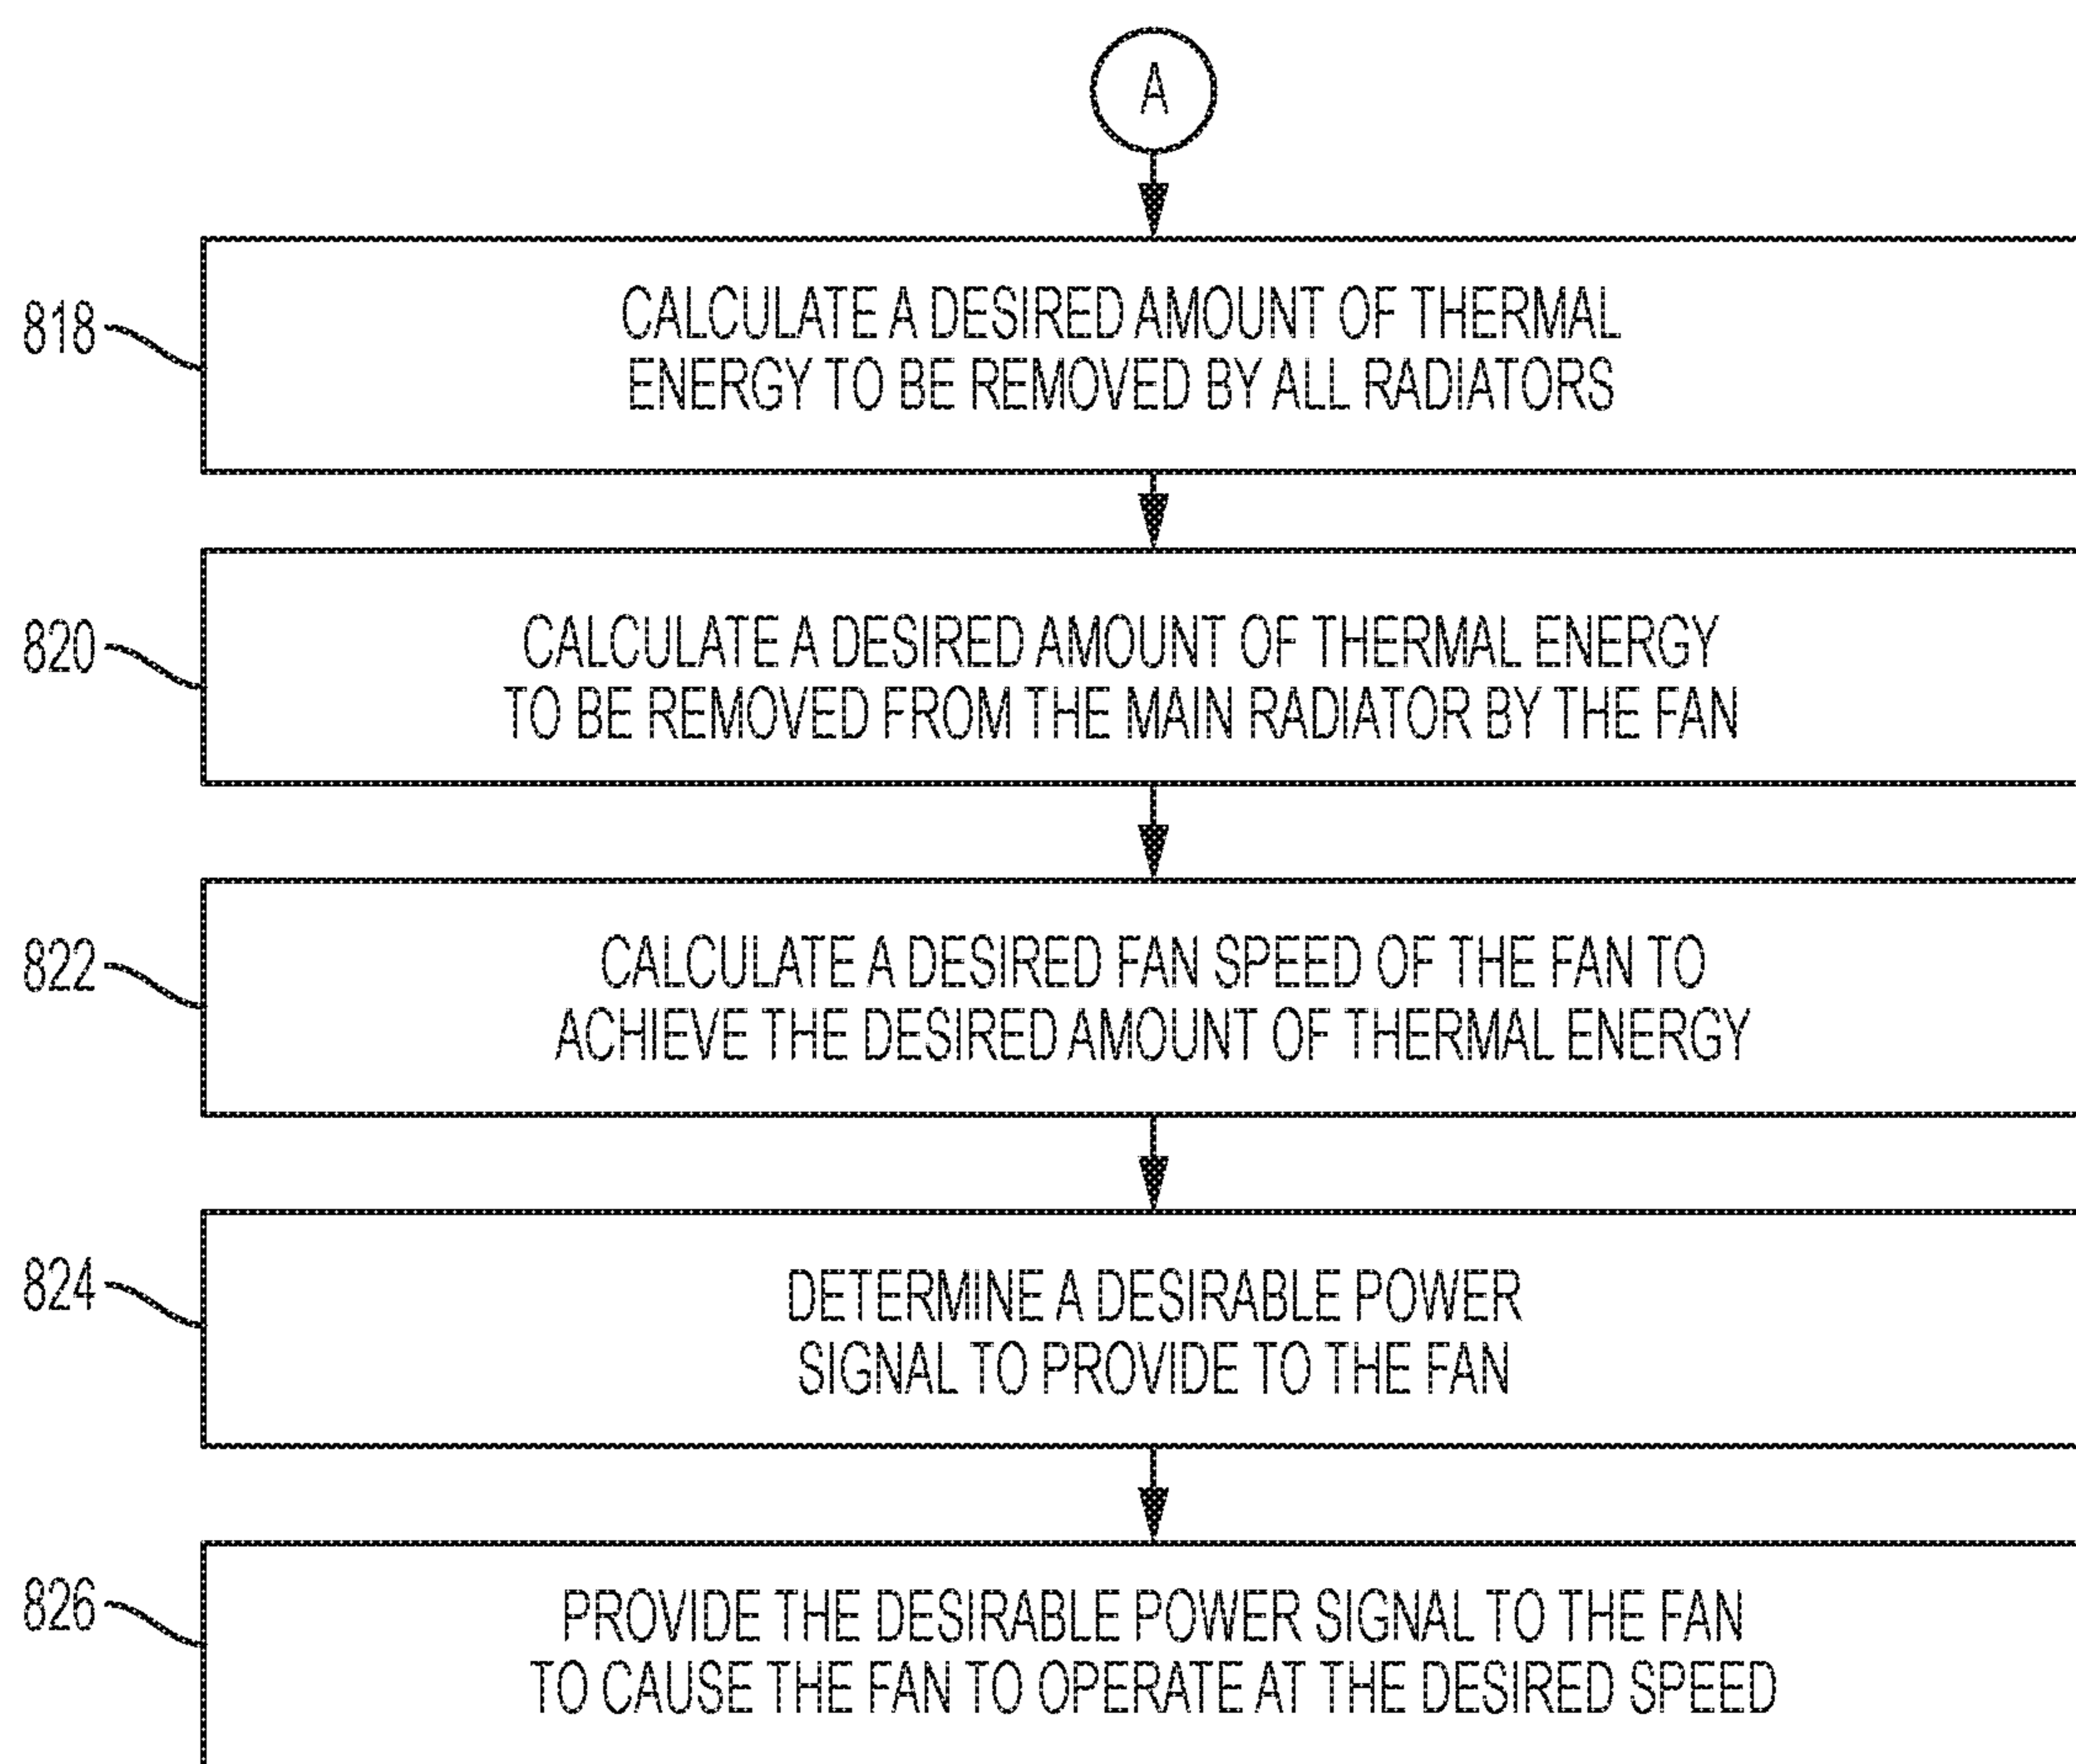 A
818
CALCULATE A DESIRED AMOUNT OF THERMAL
ENERGY TO BE REMOVED BY ALL RADIATORS
820
CALCULATE A DESIRED AMOUNT OF THERMAL ENERGY
TO BE REMOVED FROM THE MAIN RADIATOR BY THE FAN
822
CALCULATE A DESIRED FAN SPEED OF THE FAN TO
ACHIEVE THE DESIRED AMOUNT OF THERMAL ENERGY
824
DETERMINE A DESIRABLE POWER
SIGNAL TO PROVIDE TO THE FAN
826
PROVIDE THE DESIRABLE POWER SIGNAL TO THE FAN
TO CAUSE THE FAN TO OPERATE AT THE DESIRED SPEED